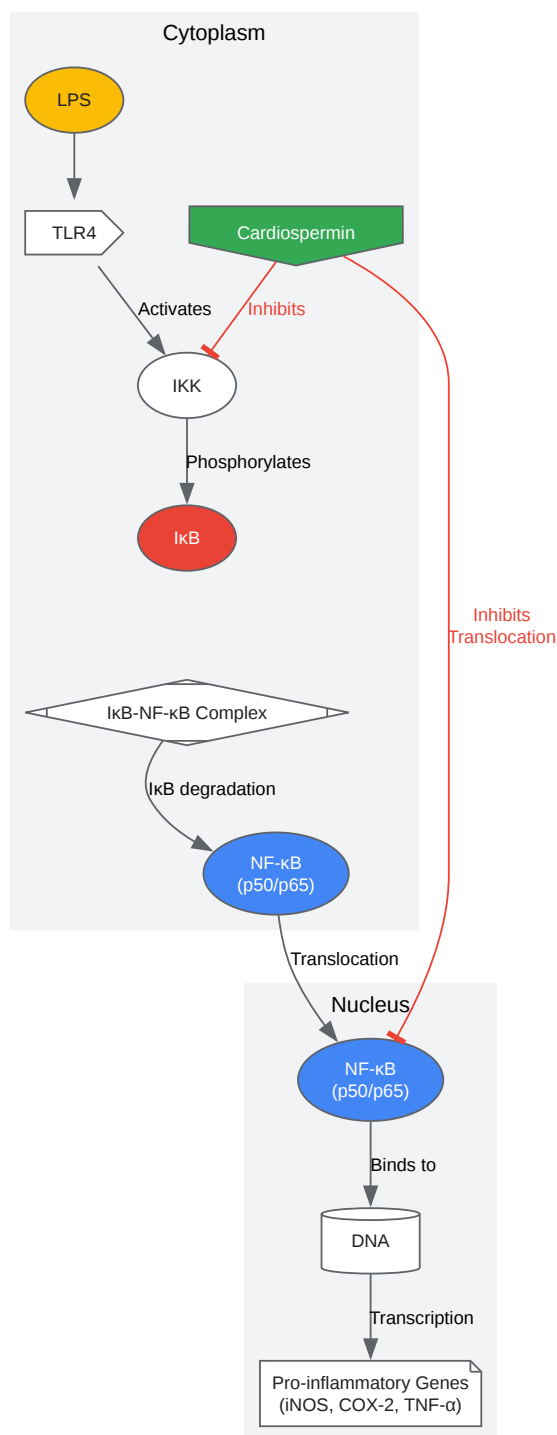 Cytoplasm
LPS
TLR4
Cardiospermin
Activates
Inhibits
IKK
Phosphorylates
IκB
Inhibits
Translocation
IκB-NF-κB Complex
IκB degradation
NF-κB
(p50/p65)
Translocation
Nucleus
NF-κB
(p50/p65)
Binds to
DNA
Transcription
Pro-inflammatory Genes
(iNOS, COX-2, TNF-α)